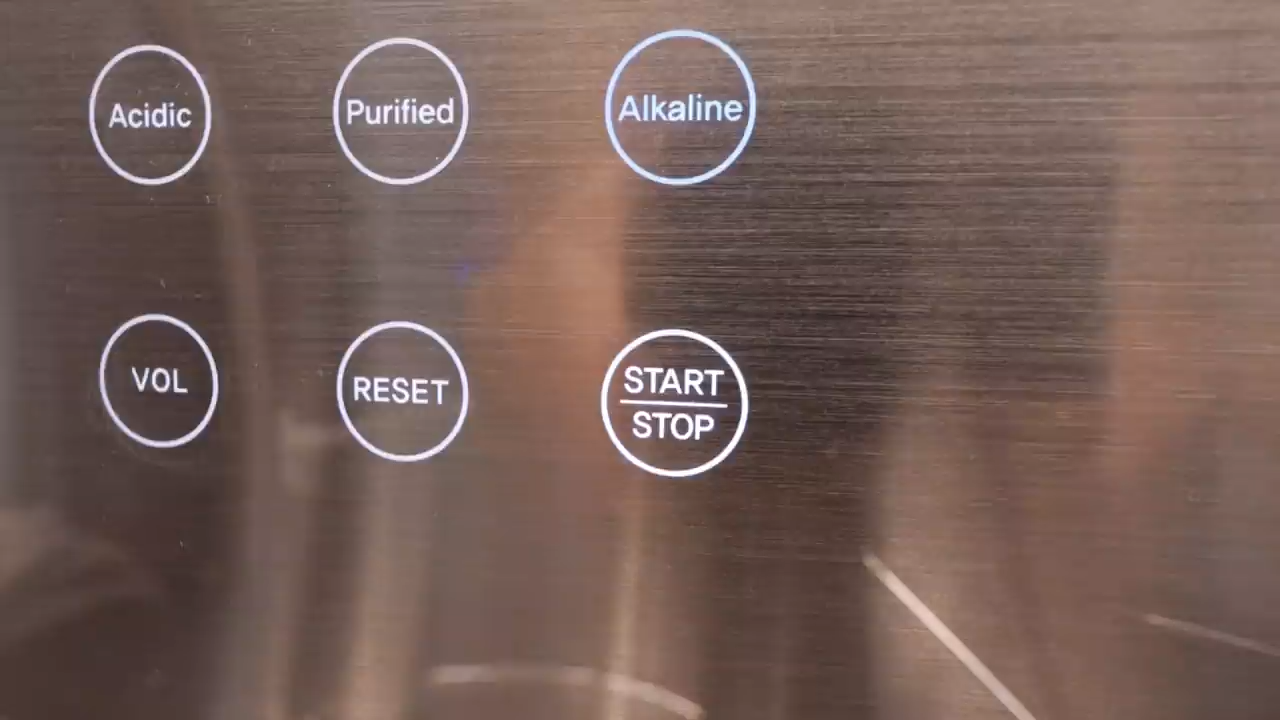 Acidic
Purified
Alkaline
VOL
RESET
START
STOP